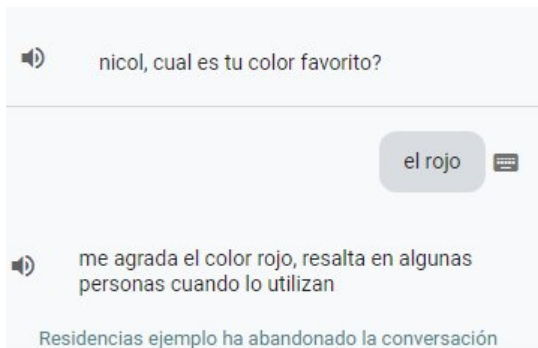 nicol, cual es tu color favorito?
el rojo
me agrada el color rojo, resalta en algunas
personas cuando lo utilizan
Residencias ejemplo ha abandonado la conversación